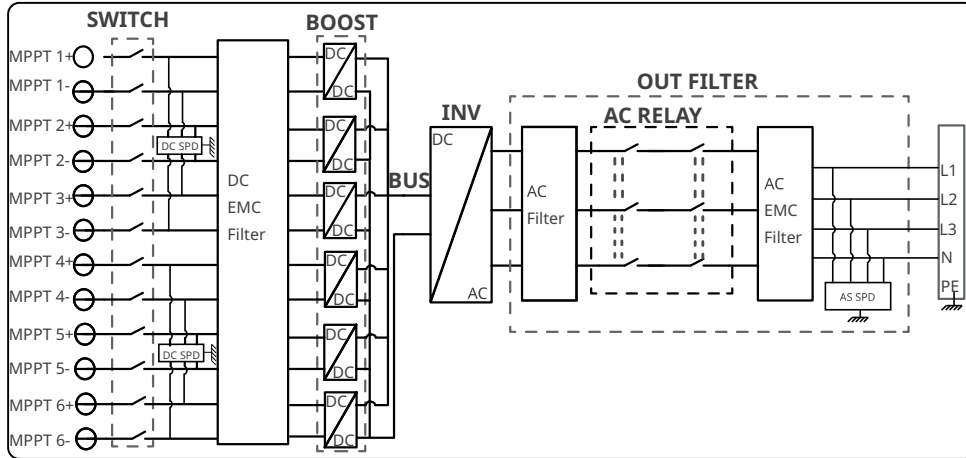 SWITCH
BOOST
MPPT 1+
MPPT 1-
MPPT 2+
MPPT 2-
MPPT 3+
MPPT 3-
MPPT 4+
MPPT 4-
MPPT 5+
MPPT 5-
MPPT 6+
MPPT 6-
DC SPD
DC SPD
DC
EMC
Filter
DC
DC
DC
DC
DC
DC
DC
DC
DC
DC
DC
DC
BUS
INV
DC
AC
OUT FILTER
AC
Filter
AC RELAY
AC
EMC
Filter
AS SPD
L1
L2
L3
N
PE